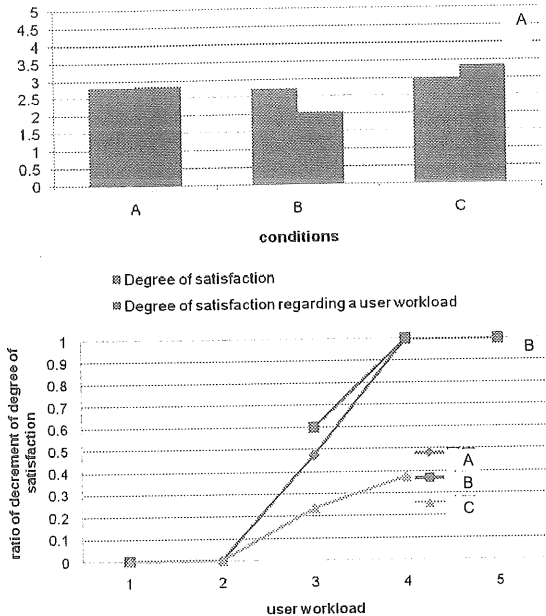 5
4.5
4
3.5
3
2.5
2
1.5
1
0.5
0
A
A B C
conditions
Degree of satisfaction
Degree of satisfaction regarding a user workload
ratio of decrement of degree of
satisfaction
1
0.9
0.8
0.7
0.6
0.5
0.4
0.3
0.2
0.1
0
B
A
B
C
1 2 3 4 5
user workload